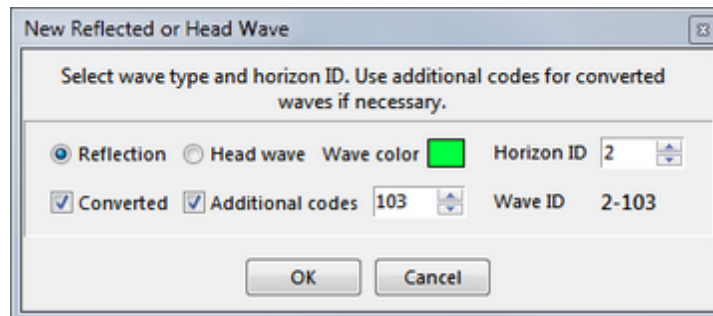 New Reflected or Head Wave
Select wave type and horizon ID. Use additional codes for converted
waves if necessary.
Reflection Head wave Wave color Horizon ID 2
Converted Additional codes 103 Wave ID 2-103
OK Cancel